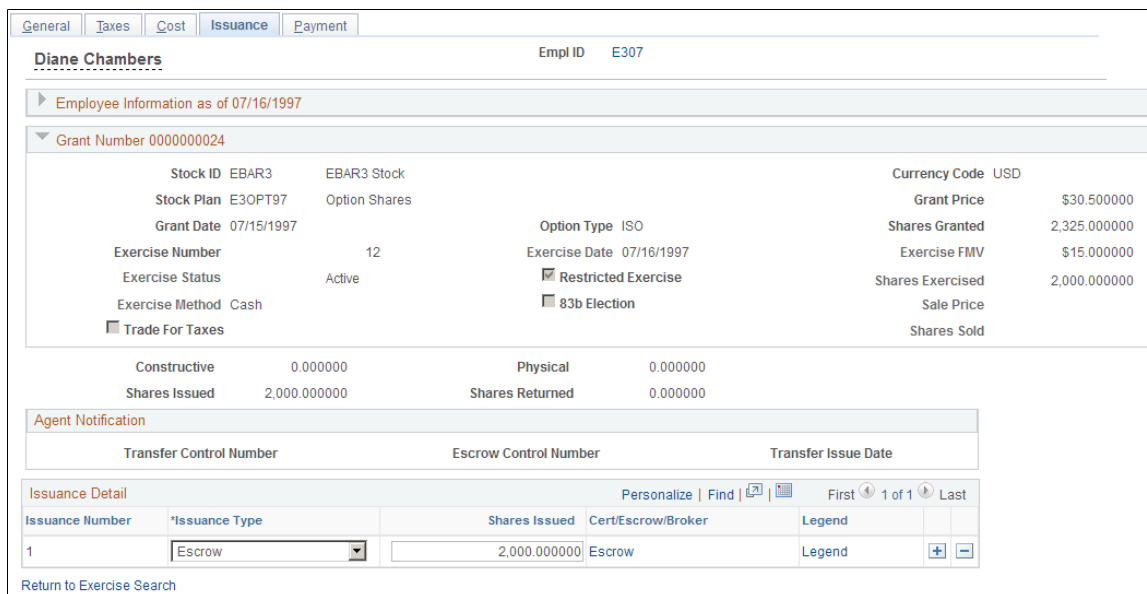 General Taxes Cost Issuance Payment
Diane Chambers Empl ID E307
Employee Information as of 07/16/1997
Grant Number 0000000024
Stock ID EBAR3 EBAR3 Stock Currency Code USD
Stock Plan E3OPT97 Option Shares Grant Price $30.500000
Grant Date 07/15/1997 Option Type ISO Shares Granted 2,325.000000
Exercise Number 12 Exercise Date 07/16/1997 Exercise FMV $15.000000
Exercise Status Active Restricted Exercise Shares Exercised 2,000.000000
Exercise Method Cash 83b Election Sale Price
Trade For Taxes Shares Sold
Constructive 0.000000 Physical 0.000000
Shares Issued 2,000.000000 Shares Returned 0.000000
Agent Notification
Transfer Control Number Escrow Control Number Transfer Issue Date
Issuance Detail Personalize | Find | | First 1 of 1 Last
Issuance Number *Issuance Type Shares Issued Cert/Escrow/Broker Legend
1 Escrow 2,000.000000 Escrow Legend + −
Return to Exercise Search